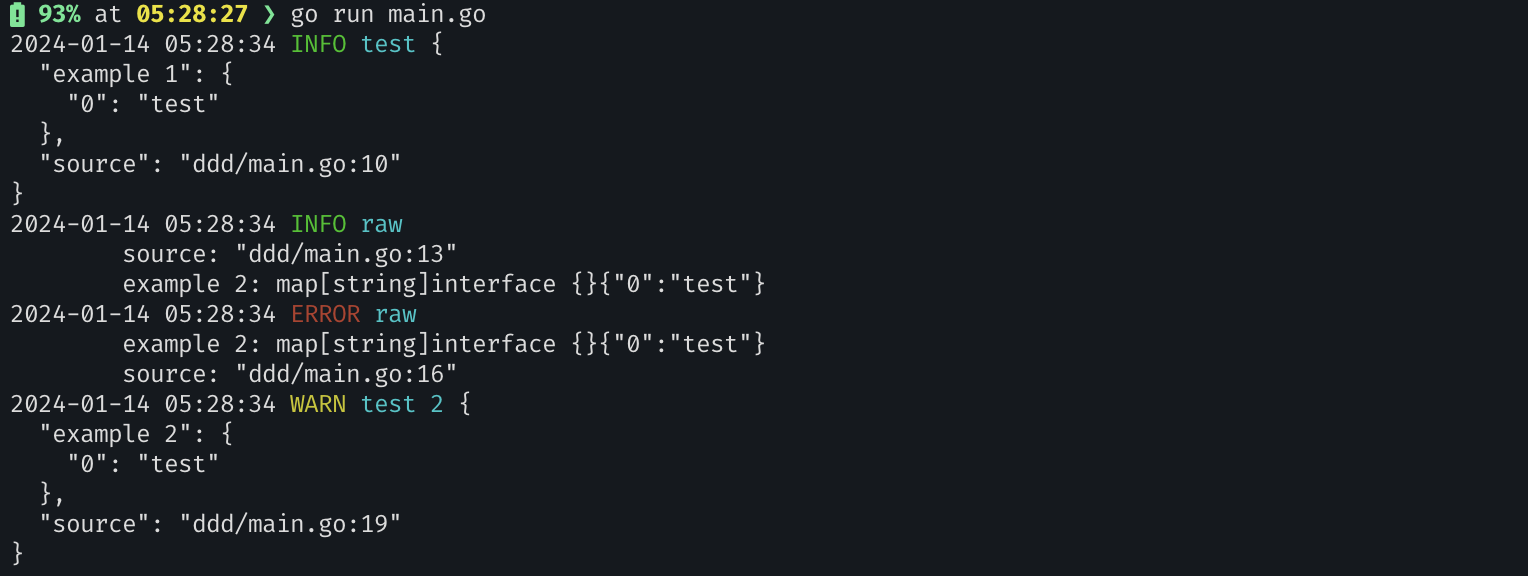 93% at 05:28:27 ❯ go run main.go
2024-01-14 05:28:34 INFO test {
  "example 1": {
    "0": "test"
  },
  "source": "ddd/main.go:10"
}
2024-01-14 05:28:34 INFO raw
        source: "ddd/main.go:13"
        example 2: map[string]interface {}{"0":"test"}
2024-01-14 05:28:34 ERROR raw
        example 2: map[string]interface {}{"0":"test"}
        source: "ddd/main.go:16"
2024-01-14 05:28:34 WARN test 2 {
  "example 2": {
    "0": "test"
  },
  "source": "ddd/main.go:19"
}